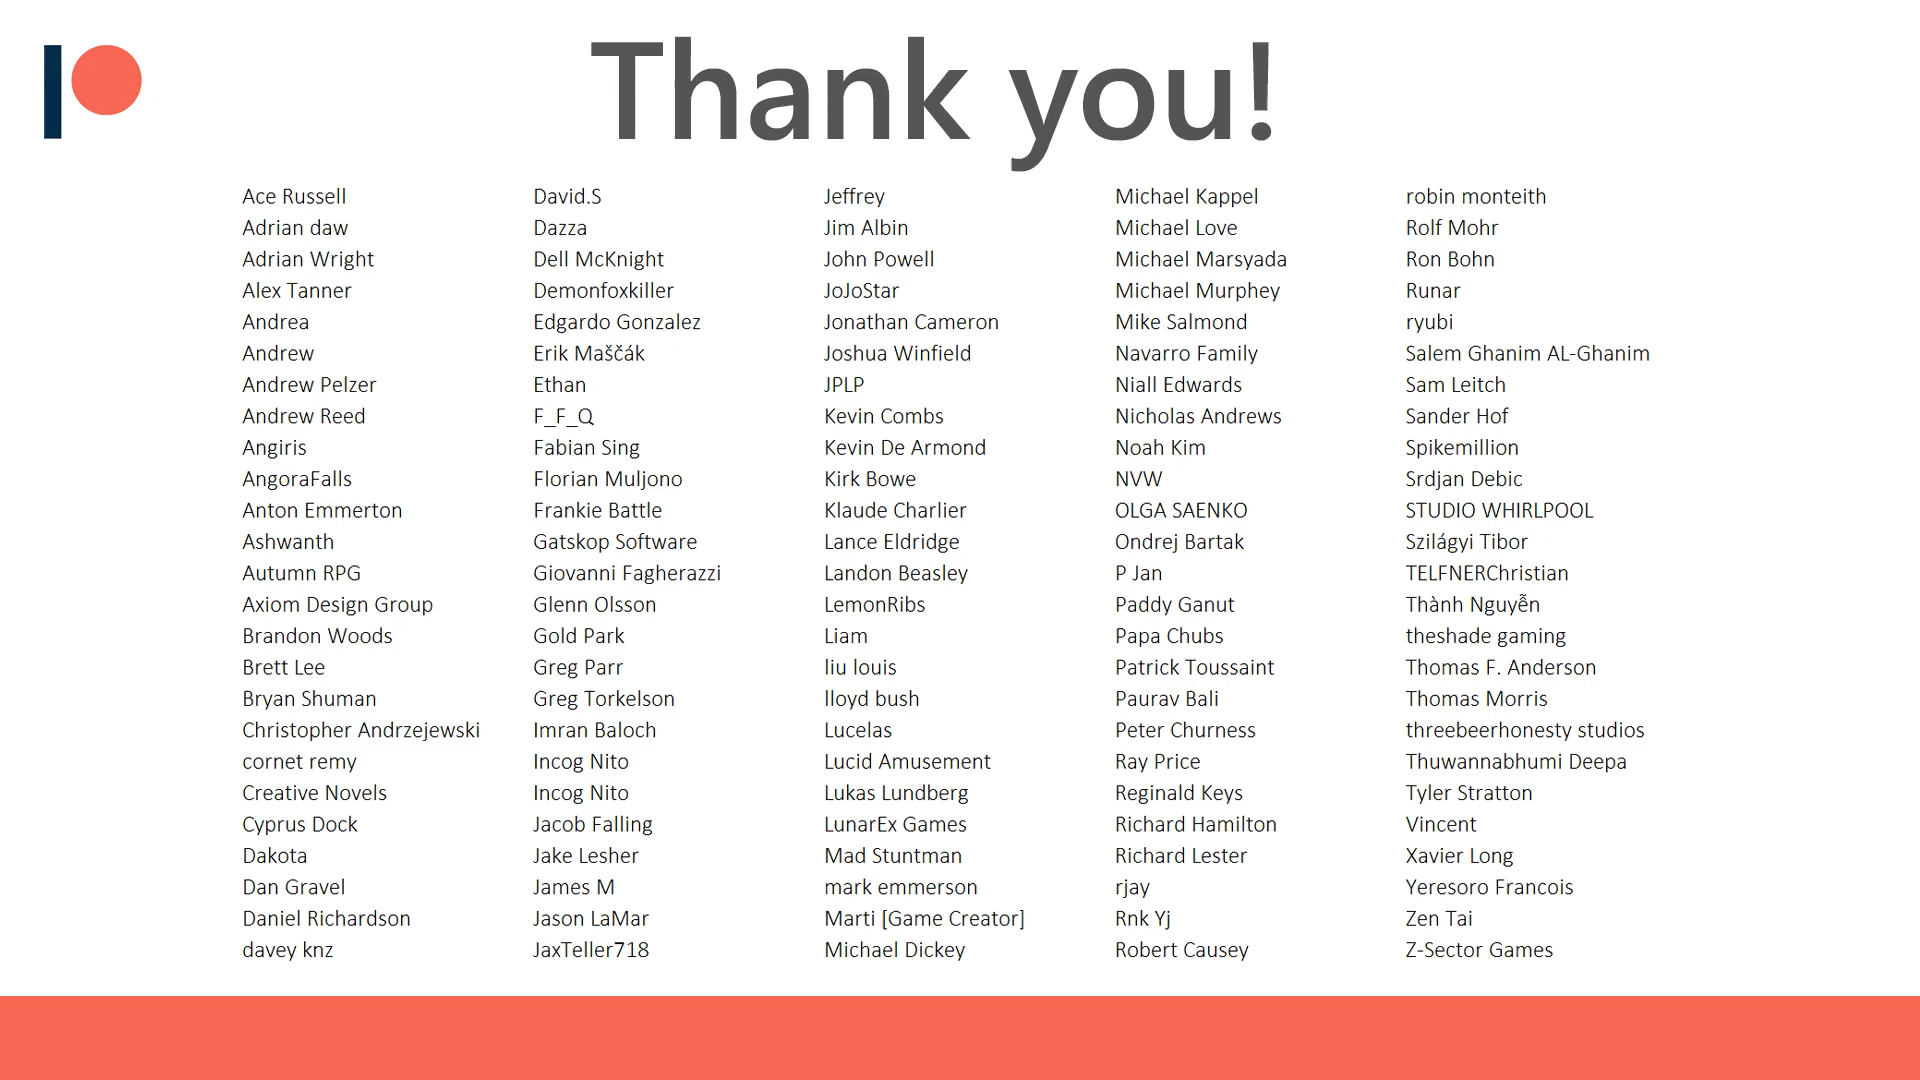 Thank you!
Ace Russell
Adrian daw
Adrian Wright
Alex Tanner
Andrea
Andrew
Andrew Pelzer
Andrew Reed
Angiris
AngoraFalls
Anton Emmerton
Ashwanth
Autumn RPG
Axiom Design Group
Brandon Woods
Brett Lee
Bryan Shuman
Christopher Andrzejewski
cornet remy
Creative Novels
Cyprus Dock
Dakota
Dan Gravel
Daniel Richardson
davey knz
David.S
Dazza
Dell McKnight
Demonfoxkiller
Edgardo Gonzalez
Erik Maščák
Ethan
F_F_Q
Fabian Sing
Florian Muljono
Frankie Battle
Gatskop Software
Giovanni Fagherazzi
Glenn Olsson
Gold Park
Greg Parr
Greg Torkelson
Imran Baloch
Incog Nito
Incog Nito
Jacob Falling
Jake Lesher
James M
Jason LaMar
JaxTeller718
Jeffrey
Jim Albin
John Powell
JoJoStar
Jonathan Cameron
Joshua Winfield
JPLP
Kevin Combs
Kevin De Armond
Kirk Bowe
Klaude Charlier
Lance Eldridge
Landon Beasley
LemonRibs
Liam
liu louis
lloyd bush
Lucelas
Lucid Amusement
Lukas Lundberg
LunarEx Games
Mad Stuntman
mark emmerson
Marti [Game Creator]
Michael Dickey
Michael Kappel
Michael Love
Michael Marsyada
Michael Murphey
Mike Salmond
Navarro Family
Niall Edwards
Nicholas Andrews
Noah Kim
NVW
OLGA SAENKO
Ondrej Bartak
P Jan
Paddy Ganut
Papa Chubs
Patrick Toussaint
Paurav Bali
Peter Churness
Ray Price
Reginald Keys
Richard Hamilton
Richard Lester
rjay
Rnk Yj
Robert Causey
robin monteith
Rolf Mohr
Ron Bohn
Runar
ryubi
Salem Ghanim AL-Ghanim
Sam Leitch
Sander Hof
Spikemillion
Srdjan Debic
STUDIO WHIRLPOOL
Szilágyi Tibor
TELFNERChristian
Thành Nguyễn
theshade gaming
Thomas F. Anderson
Thomas Morris
threebeerhonesty studios
Thuwannabhumi Deepa
Tyler Stratton
Vincent
Xavier Long
Yeresoro Francois
Zen Tai
Z-Sector Games